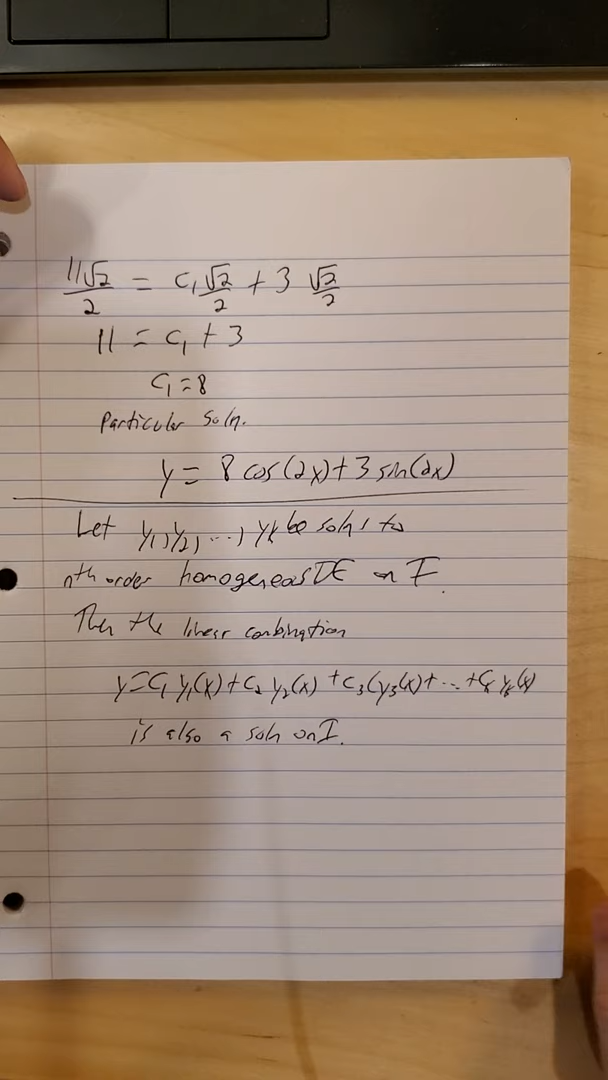 11√2/2 = c₁ √2/2 + 3 √2/2
11 = c₁ + 3
c₁ = 8
Particular soln.
y = 8 cos(2x) + 3 sin(2x)
Let y₁, y₂, ..., yₖ be solns to
nth order homogeneous DE on I.
Then the linear combination
y = c₁ y₁(x) + c₂ y₂(x) + c₃(y₃(x) + ... + cₖ yₖ(x)
is also a soln on I.